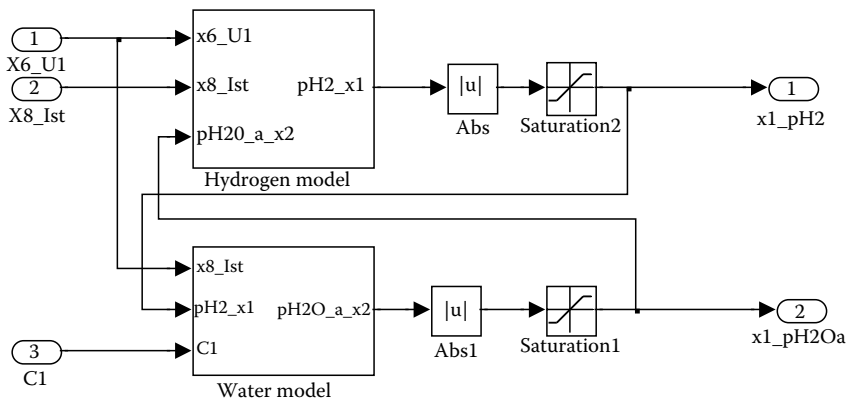 1
X6_U1
2
X8_Ist
x6_U1
x8_Ist
pH20_a_x2
pH2_x1
Hydrogen model
|u|
Abs
Saturation2
1
x1_pH2
x8_Ist
pH2_x1
C1
pH2O_a_x2
Water model
|u|
Abs1
Saturation1
2
x1_pH2Oa
3
C1